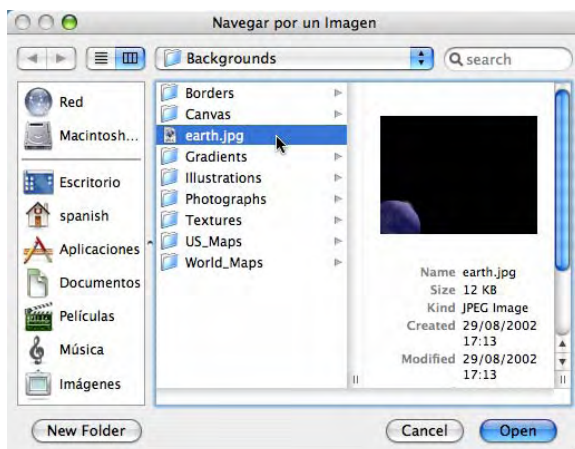 Navegar por un Imagen
Backgrounds
search
Red
Macintosh...
Escritorio
spanish
Aplicaciones
Documentos
Películas
Música
Imágenes
Borders
Canvas
earth.jpg
Gradients
Illustrations
Photographs
Textures
US_Maps
World_Maps
Name earth.jpg
Size 12 KB
Kind JPEG Image
Created 29/08/2002
17:13
Modified 29/08/2002
17:13
New Folder
Cancel
Open